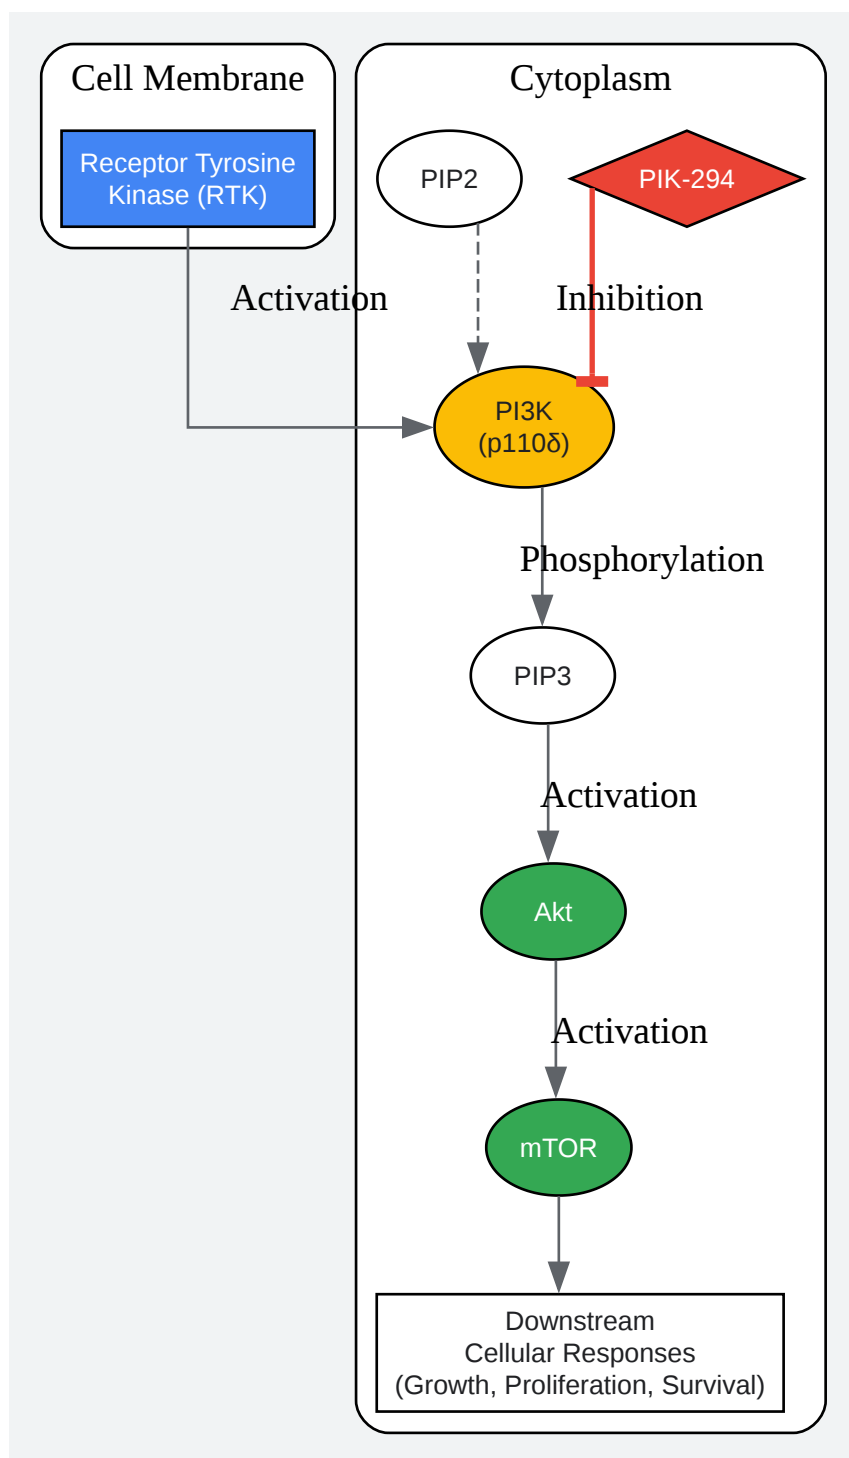 Cell Membrane
Cytoplasm
Receptor Tyrosine
Kinase (RTK)
PIP2
PIK-294
Activation
Inhibition
PI3K
(p110δ)
Phosphorylation
PIP3
Activation
Akt
Activation
mTOR
Downstream
Cellular Responses
(Growth, Proliferation, Survival)